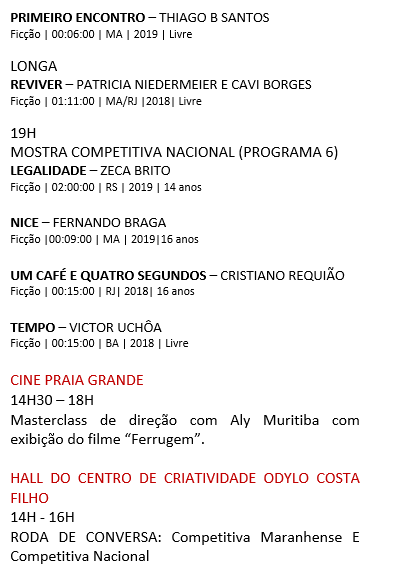 PRIMEIRO ENCONTRO – THIAGO B SANTOS
Ficção | 00:06:00 | MA | 2019 | Livre
LONGA
REVIVER – PATRICIA NIEDERMEIER E CAVI BORGES
Ficção | 01:11:00 | MA/RJ |2018| Livre
19H
MOSTRA COMPETITIVA NACIONAL (PROGRAMA 6)
LEGALIDADE – ZECA BRITO
Ficção | 02:00:00 | RS | 2019 | 14 anos
NICE – FERNANDO BRAGA
Ficção |00:09:00 | MA | 2019|16 anos
UM CAFÉ E QUATRO SEGUNDOS – CRISTIANO REQUIÃO
Ficção | 00:15:00 | RJ| 2018| 16 anos
TEMPO – VICTOR UCHÔA
Ficção | 00:15:00 | BA | 2018 | Livre
CINE PRAIA GRANDE
14H30 – 18H
Masterclass de direção com Aly Muritiba com
exibição do filme “Ferrugem”.
HALL DO CENTRO DE CRIATIVIDADE ODYLO COSTA
FILHO
14H - 16H
RODA DE CONVERSA: Competitiva Maranhense E
Competitiva Nacional